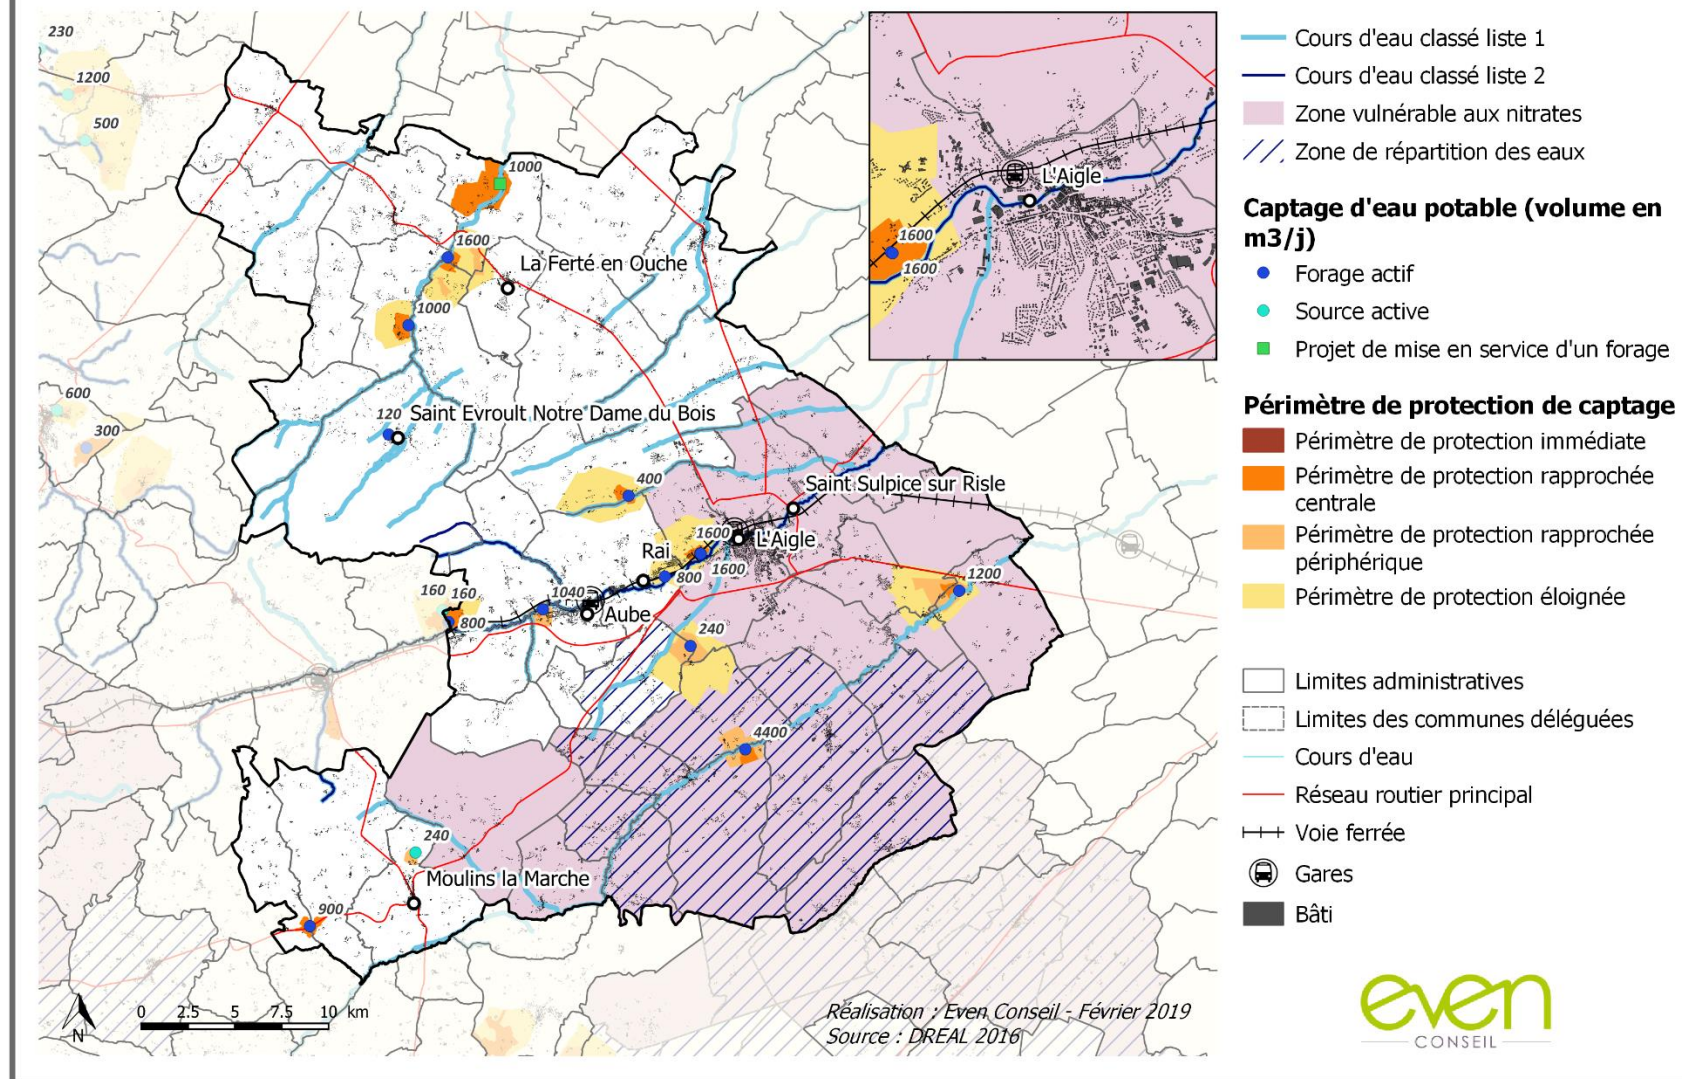 230
1200
500
600
300
1000
1600
La Ferté en Ouche
1000
120
Saint Evroult Notre Dame du Bois
400
Saint Sulpice sur Risle
1600
L'Aigle
Rai
800
1600
1040
Aube
160
160
800
1200
240
4400
240
Moulins la Marche
900
L'Aigle
1600
1600
0 2.5 5 7.5 10 km
N
Réalisation : Even Conseil - Février 2019
Source : DREAL 2016
Cours d'eau classé liste 1
Cours d'eau classé liste 2
Zone vulnérable aux nitrates
Zone de répartition des eaux
Captage d'eau potable (volume en
m3/j)
Forage actif
Source active
Projet de mise en service d'un forage
Périmètre de protection de captage
Périmètre de protection immédiate
Périmètre de protection rapprochée
centrale
Périmètre de protection rapprochée
périphérique
Périmètre de protection éloignée
Limites administratives
Limites des communes déléguées
Cours d'eau
Réseau routier principal
Voie ferrée
Gares
Bâti
even
CONSEIL